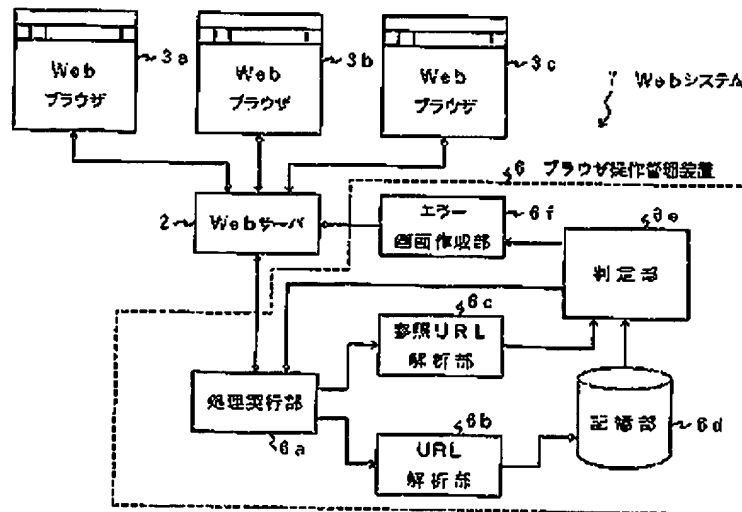 Web
ブラウザ
3a
Web
ブラウザ
3b
Web
ブラウザ
3c
1 Webシステム
6 ブラウザ操作管理装置
2
Webサーバ
エラー
画面作成部
6f
6e
判定部
6c
参照URL
解析部
処理実行部
6a
6b
URL
解析部
記憶部
6d